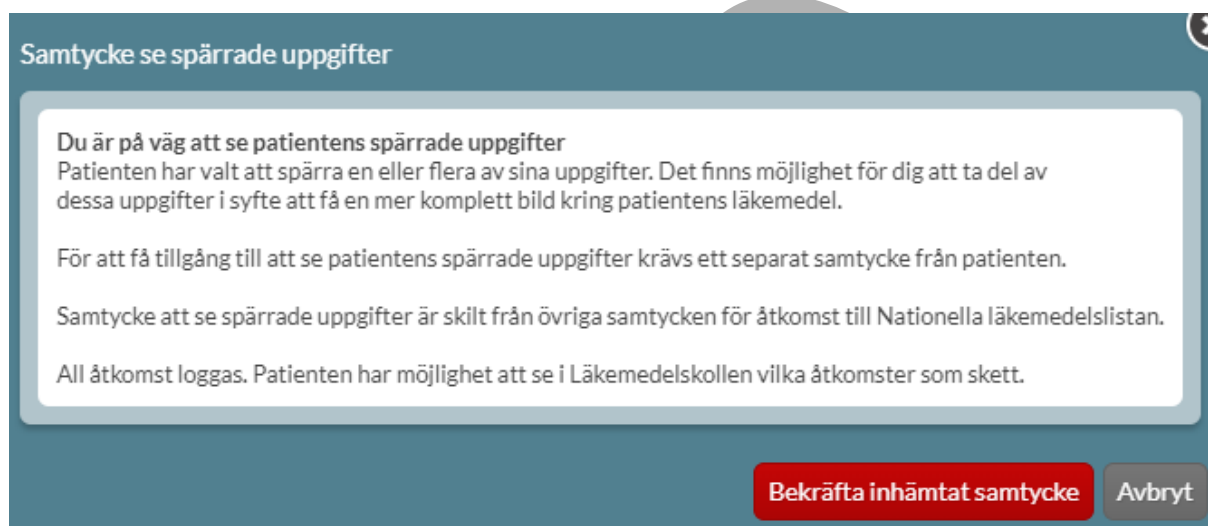 Samtycke se spärrade uppgifter
Du är på väg att se patientens spärrade uppgifter
Patienten har valt att spärra en eller flera av sina uppgifter. Det finns möjlighet för dig att ta del av
dessa uppgifter i syfte att få en mer komplett bild kring patientens läkemedel.
För att få tillgång till att se patientens spärrade uppgifter krävs ett separat samtycke från patienten.
Samtycke att se spärrade uppgifter är skilt från övriga samtycken för åtkomst till Nationella läkemedelslistan.
All åtkomst loggas. Patienten har möjlighet att se i Läkemedelskollen vilka åtkomster som skett.
Bekräfta inhämtat samtycke Avbryt